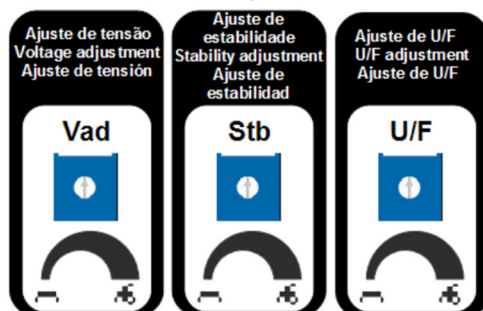 Ajuste de tensão
Voltage adjustment
Ajuste de tensión
Vad
Ajuste de
estabilidade
Stability adjustment
Ajuste de
estabilidad
Stb
Ajuste de U/F
U/F adjustment
Ajuste de U/F
U/F